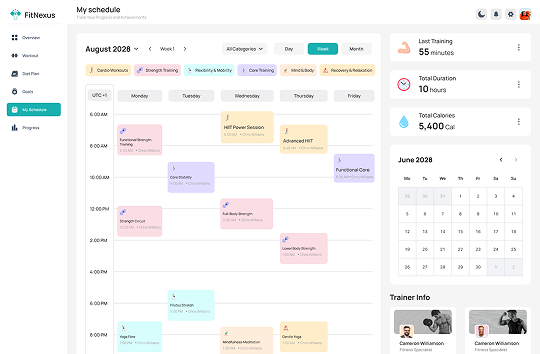 FitNexus
Overview
Workout
Diet Plan
Goals
My Schedule
Progress
My schedule
Track Your Progress and Achievements
August 2028
Week 1
All Categories
Day
Week
Month
Cardio Workouts
Strength Training
Flexibility & Mobility
Core Training
Mind & Body
Recovery & Relaxation
UTC +1
Monday
Tuesday
Wednesday
Thursday
Friday
6:00 AM
8:00 AM
10:00 AM
12:00 PM
2:00 PM
4:00 PM
6:00 PM
8:00 PM
Functional Strength
Training
Strength Circuit
Yoga Flow
Core Stability
HIIT Power Session
Full-Body Strength
Mindfulness Meditation
Advanced HIIT
Lower Body Strength
Gentle Yoga
Functional Core
Last Training
55 minutes
Total Duration
10 hours
Total Calories
5,400 Cal
June 2028
Mo Tu We Th Fr Sa Su
1 2 3 4
5 6 7 8 9 10 11
12 13 14 15 16 17 18
19 20 21 22 23 24 25
26 27 28 29 30 1 2
Trainer Info
Cameron Williamson
Fitness Specialist
Cameron Williamson
Fitness Specialist